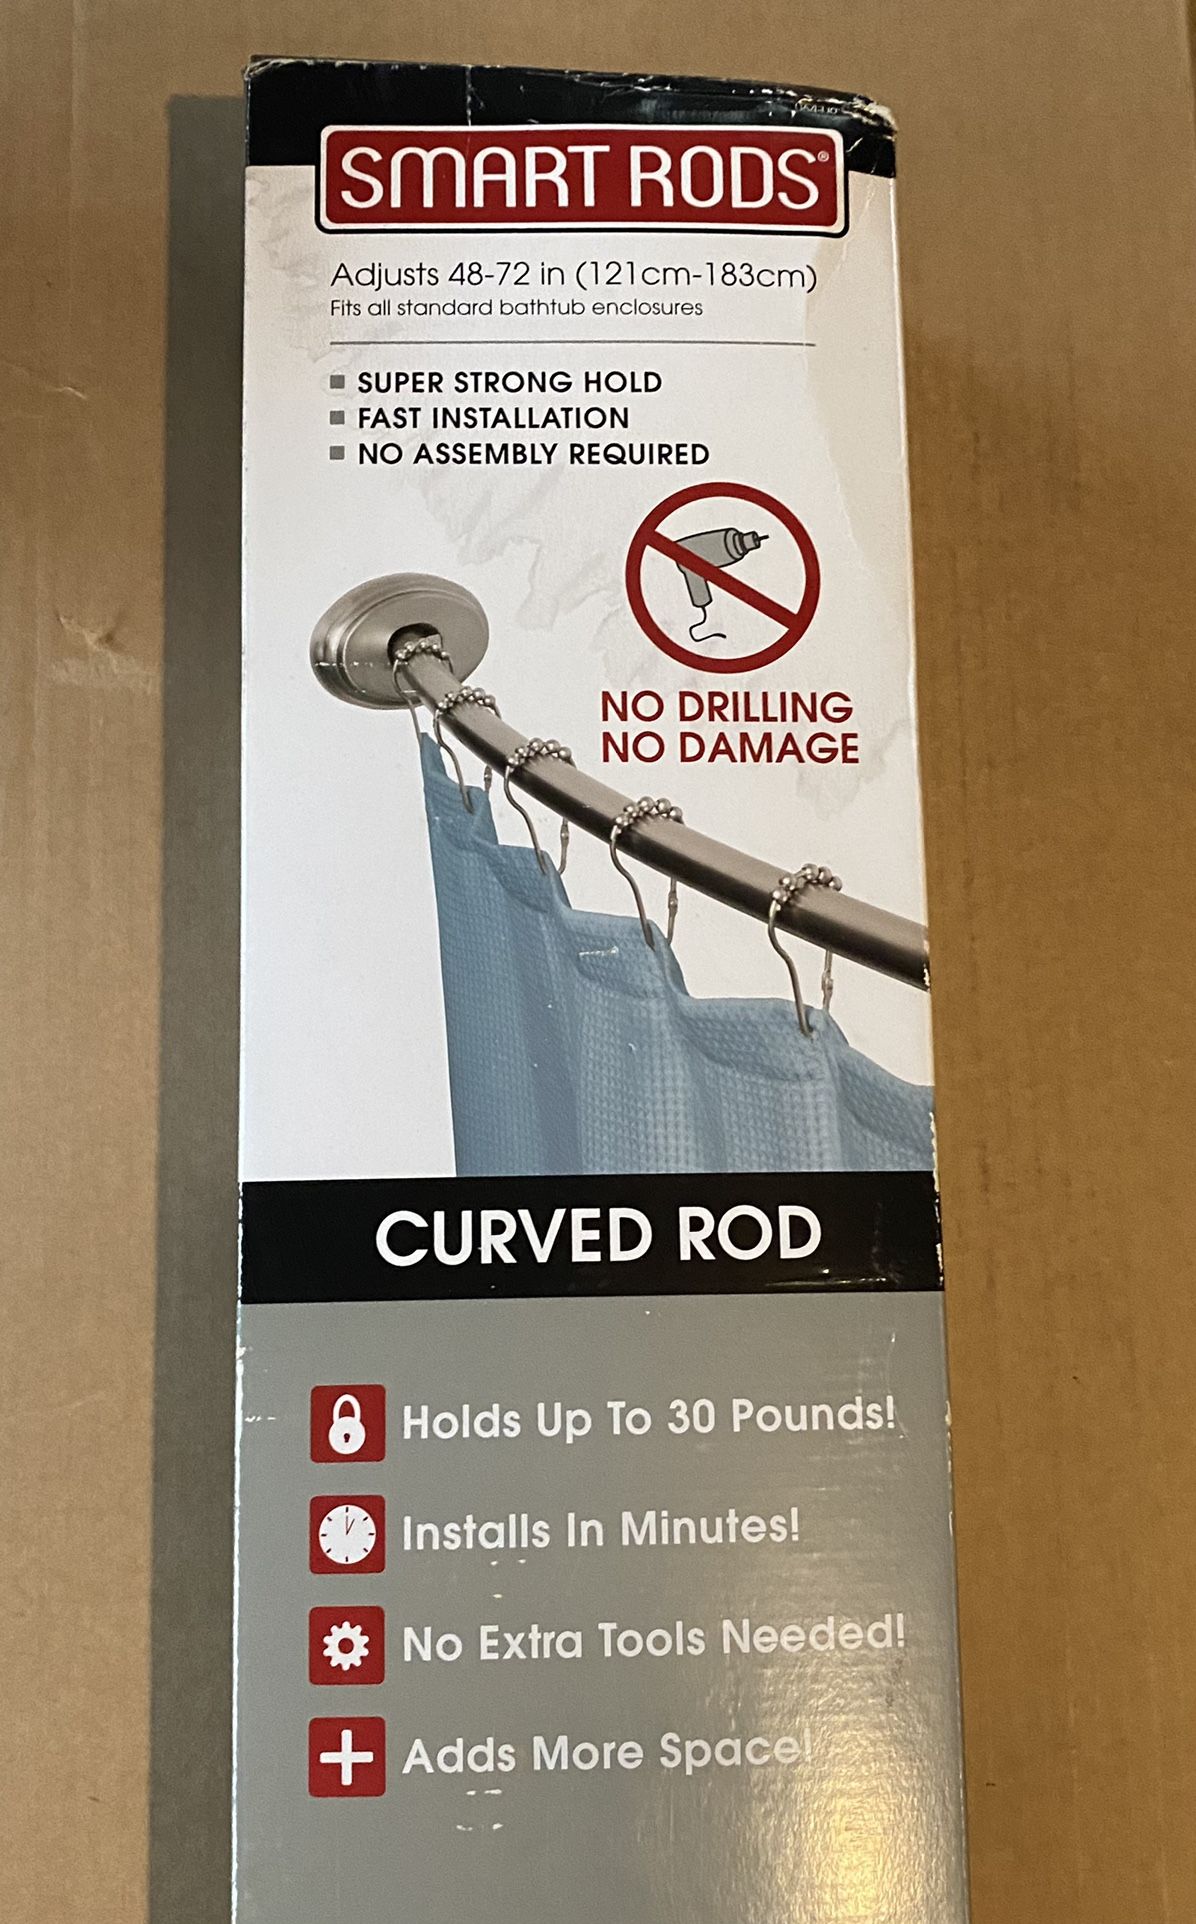 SMART RODS®
Adjusts 48-72 in (121cm-183cm)
Fits all standard bathtub enclosures
SUPER STRONG HOLD
FAST INSTALLATION
NO ASSEMBLY REQUIRED
NO DRILLING
NO DAMAGE
CURVED ROD
Holds Up To 30 Pounds!
Installs In Minutes!
No Extra Tools Needed!
Adds More Space!